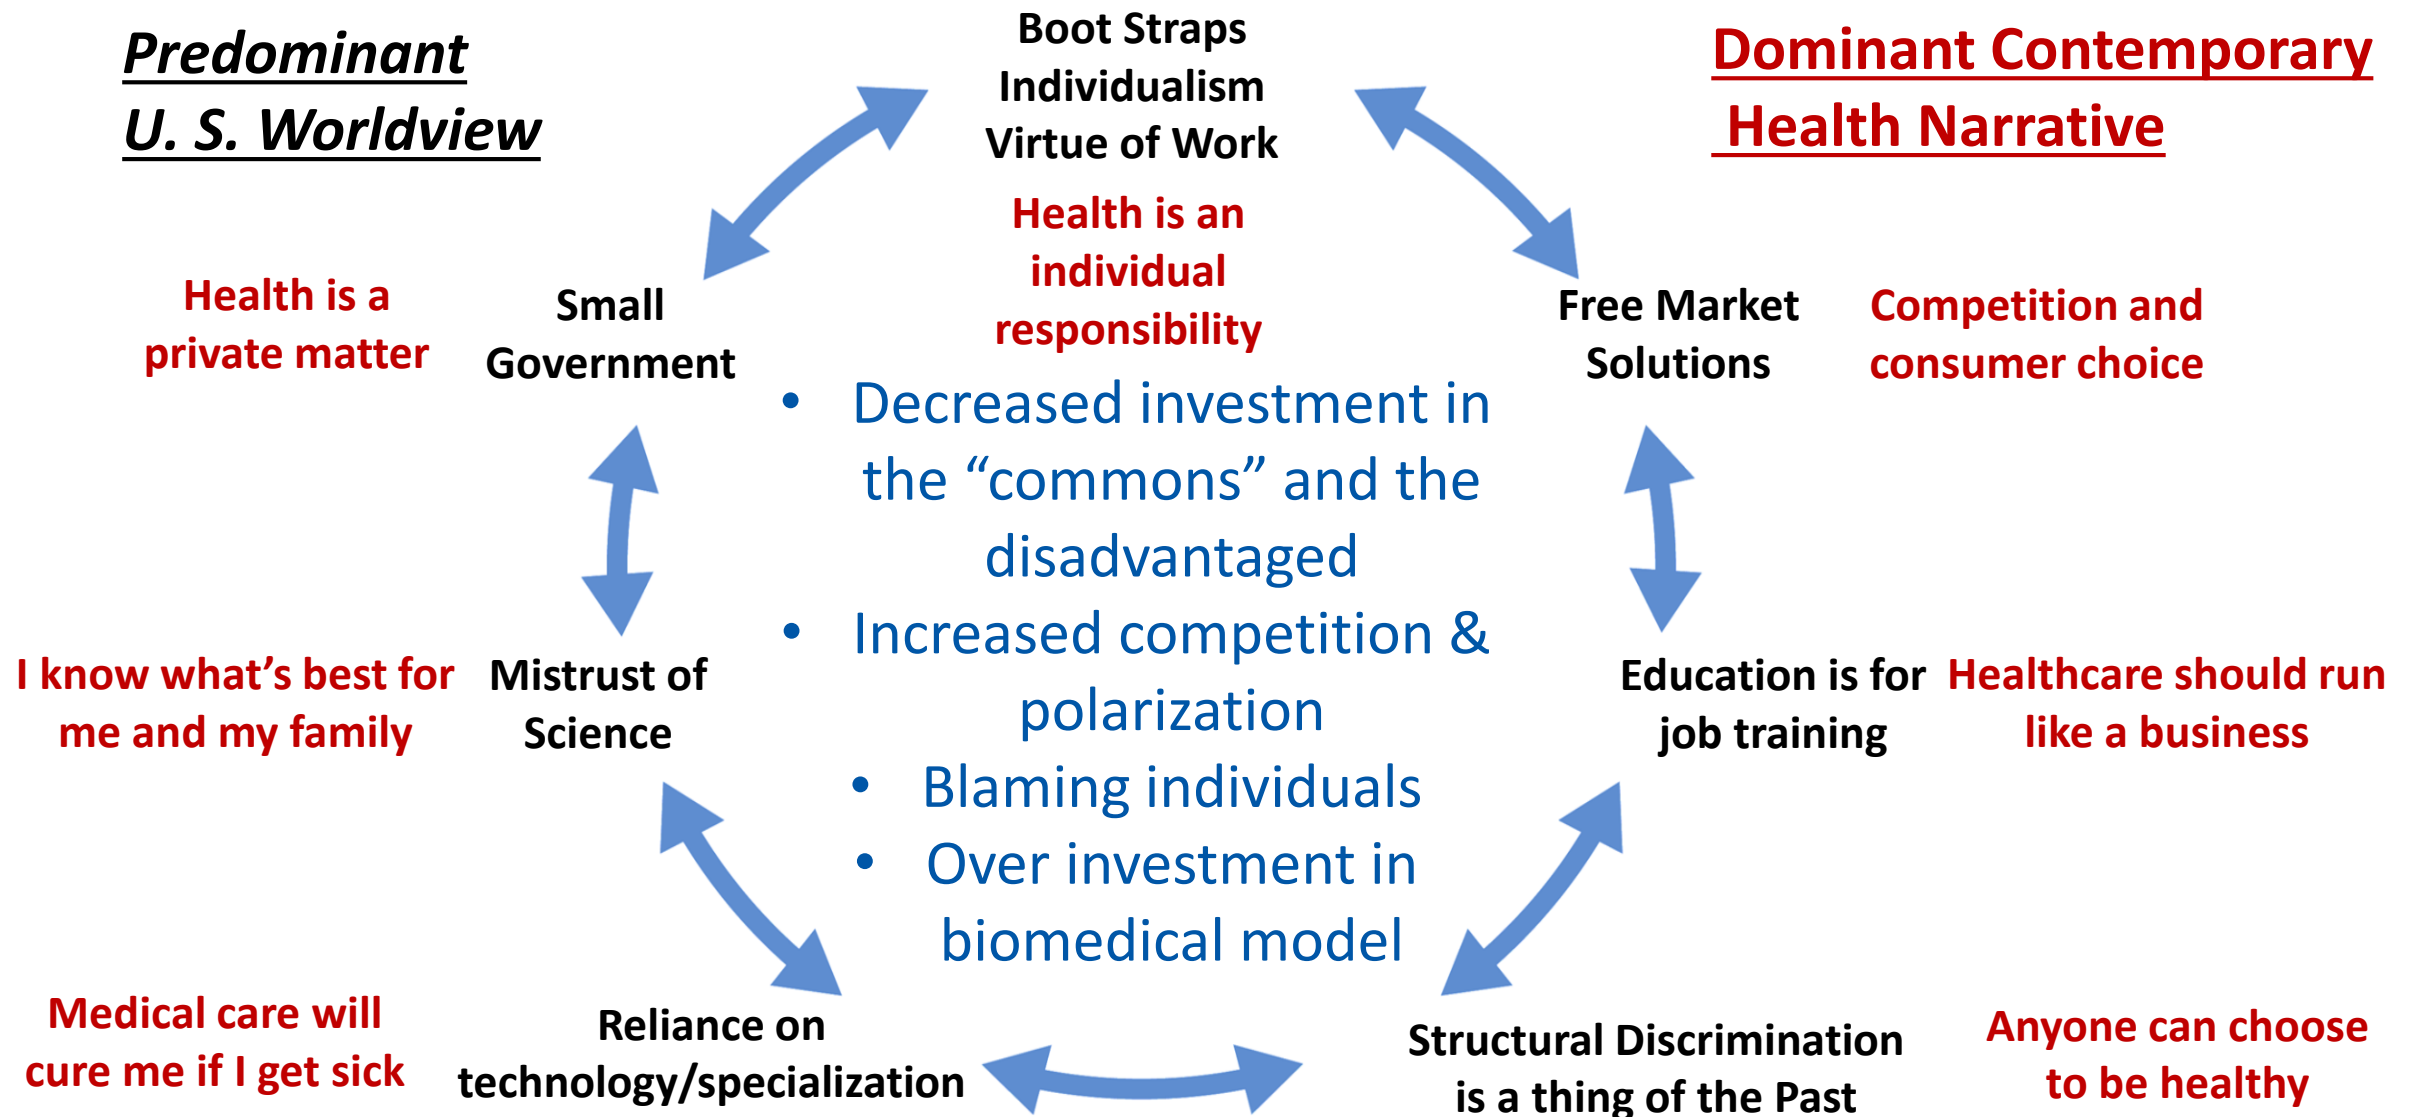 Predominant
U. S. Worldview
Boot Straps
Individualism
Virtue of Work
Health is an
individual
responsibility
Dominant Contemporary
Health Narrative
Health is a
private matter
Small
Government
Free Market
Solutions
Competition and
consumer choice
• Decreased investment in
the “commons” and the
disadvantaged
• Increased competition &
polarization
• Blaming individuals
• Over investment in
biomedical model
I know what’s best for
me and my family
Mistrust of
Science
Education is for
job training
Healthcare should run
like a business
Medical care will
cure me if I get sick
Reliance on
technology/specialization
Structural Discrimination
is a thing of the Past
Anyone can choose
to be healthy